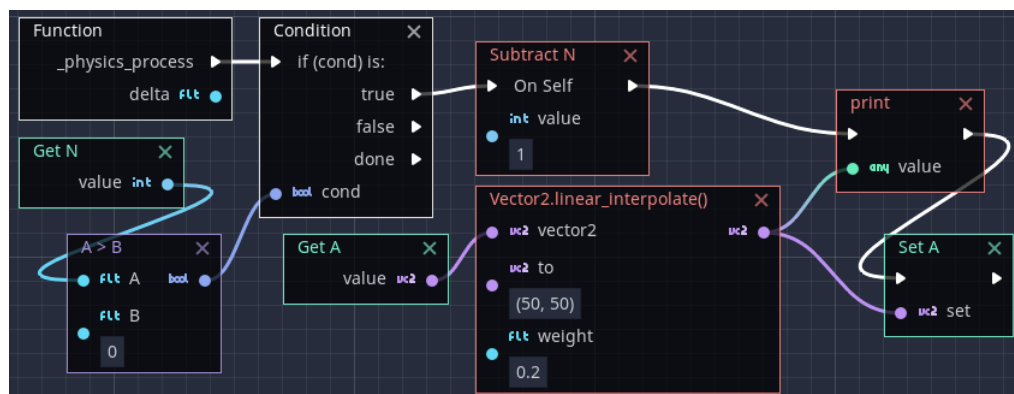 Function
_physics_process
delta flt
Condition
if (cond) is:
true
false
done
bool cond
Subtract N
On Self
int value
1
print
any value
Get N
value int
A > B
flt A bool
flt B
0
Get A
value vc2
Vector2.linear_interpolate()
vc2 vector2 vc2
vc2 to
(50, 50)
flt weight
0.2
Set A
vc2 set